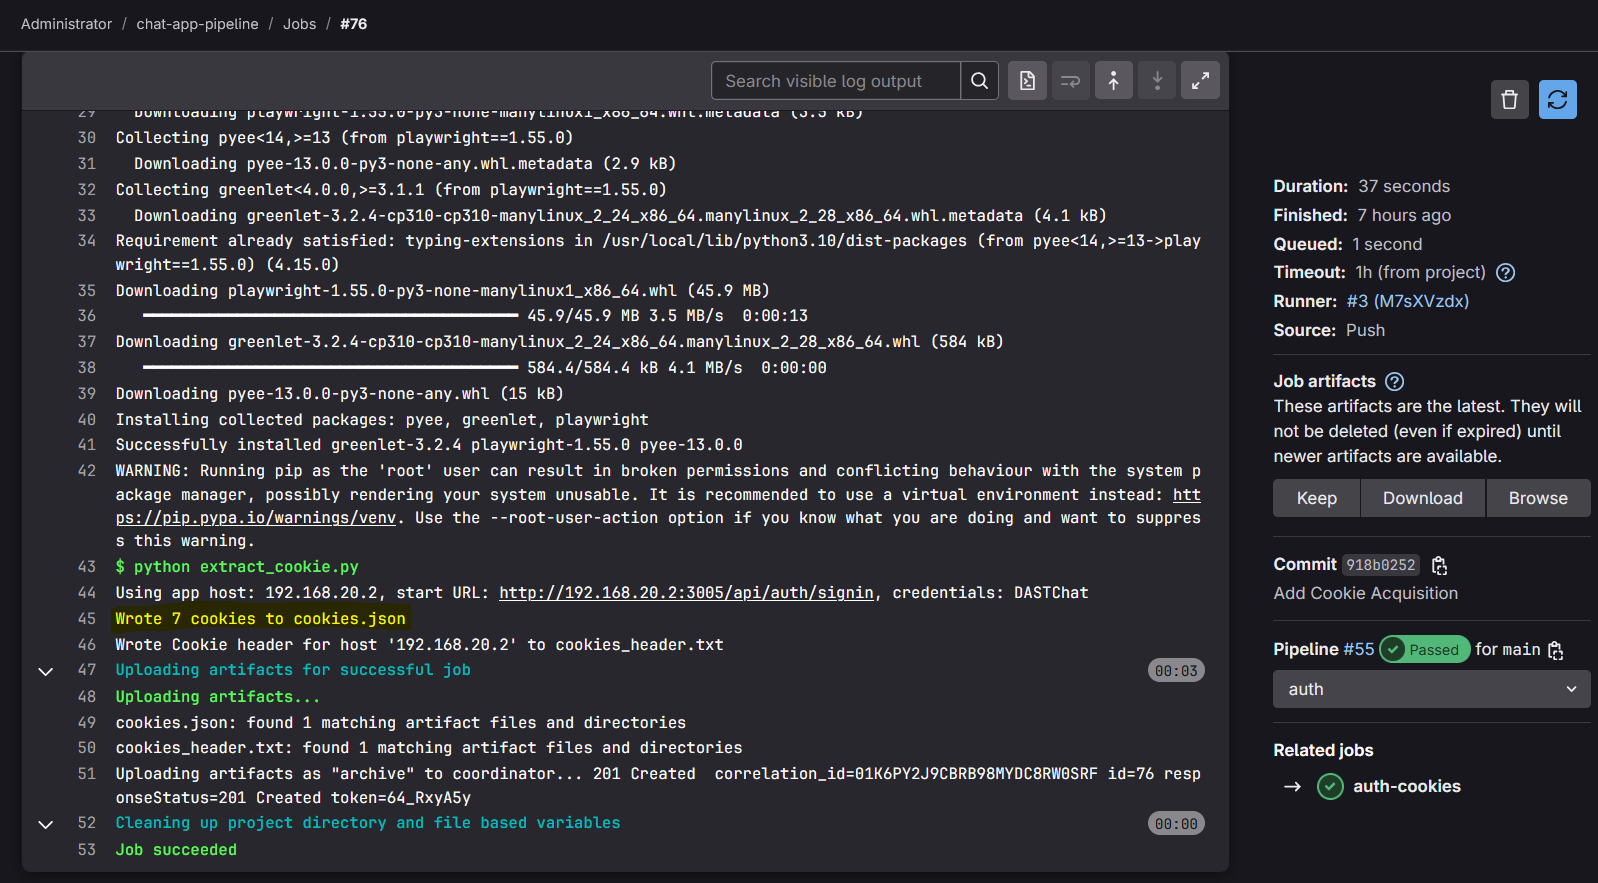 Administrator / chat-app-pipeline / Jobs / #76
Search visible log output
29 Downloading playwright-1.55.0-py3-none-manylinux1_x86_64.whl.metadata (3.5 kB)
30 Collecting pyee<14,>=13 (from playwright==1.55.0)
31 Downloading pyee-13.0.0-py3-none-any.whl.metadata (2.9 kB)
32 Collecting greenlet<4.0.0,>=3.1.1 (from playwright==1.55.0)
33 Downloading greenlet-3.2.4-cp310-cp310-manylinux_2_24_x86_64.manylinux_2_28_x86_64.whl.metadata (4.1 kB)
34 Requirement already satisfied: typing-extensions in /usr/local/lib/python3.10/dist-packages (from pyee<14,>=13->play
wright==1.55.0) (4.15.0)
35 Downloading playwright-1.55.0-py3-none-manylinux1_x86_64.whl (45.9 MB)
36 45.9/45.9 MB 3.5 MB/s 0:00:13
37 Downloading greenlet-3.2.4-cp310-cp310-manylinux_2_24_x86_64.manylinux_2_28_x86_64.whl (584 kB)
38 584.4/584.4 kB 4.1 MB/s 0:00:00
39 Downloading pyee-13.0.0-py3-none-any.whl (15 kB)
40 Installing collected packages: pyee, greenlet, playwright
41 Successfully installed greenlet-3.2.4 playwright-1.55.0 pyee-13.0.0
42 WARNING: Running pip as the 'root' user can result in broken permissions and conflicting behaviour with the system p
ackage manager, possibly rendering your system unusable. It is recommended to use a virtual environment instead: htt
ps://pip.pypa.io/warnings/venv. Use the --root-user-action option if you know what you are doing and want to suppres
s this warning.
43 $ python extract_cookie.py
44 Using app host: 192.168.20.2, start URL: http://192.168.20.2:3005/api/auth/signin, credentials: DASTChat
45 Wrote 7 cookies to cookies.json
46 Wrote Cookie header for host '192.168.20.2' to cookies_header.txt
47 Uploading artifacts for successful job 00:03
48 Uploading artifacts...
49 cookies.json: found 1 matching artifact files and directories
50 cookies_header.txt: found 1 matching artifact files and directories
51 Uploading artifacts as "archive" to coordinator... 201 Created correlation_id=01K6PY2J9CBRB98MYDC8RW0SRF id=76 resp
onseStatus=201 Created token=64_RxyA5y
52 Cleaning up project directory and file based variables 00:00
53 Job succeeded
Duration: 37 seconds
Finished: 7 hours ago
Queued: 1 second
Timeout: 1h (from project)
Runner: #3 (M7sXVzdx)
Source: Push
Job artifacts
These artifacts are the latest. They will
not be deleted (even if expired) until
newer artifacts are available.
Keep Download Browse
Commit 918b0252
Add Cookie Acquisition
Pipeline #55 Passed for main
auth
Related jobs
→ auth-cookies